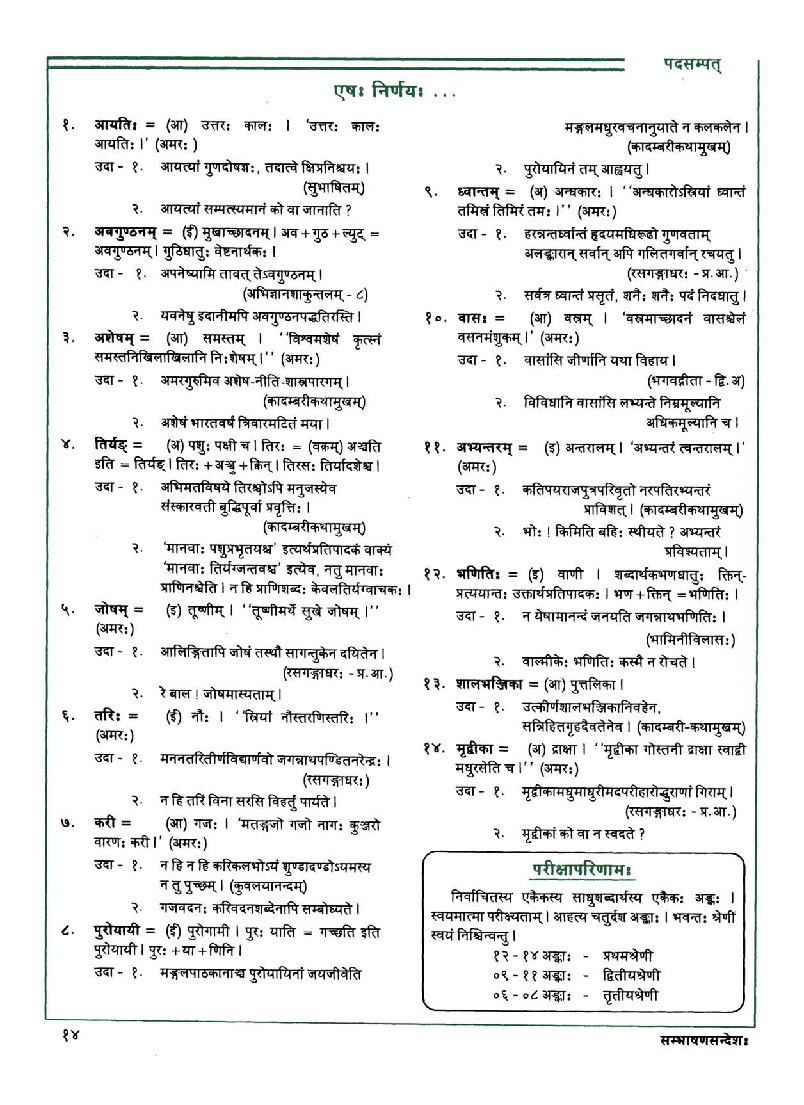 पदसम्पत्
एषः निर्णयः ...
१. आयतिः = (आ) उत्तरः कालः । 'उत्तरः कालः
आयतिः ।' (अमरः )
उदा - १. आयत्यां गुणदोषज्ञः, तदात्वे क्षिप्रनिश्चयः ।
(सुभाषितम्)
२. आयत्यां सम्पत्स्यमानं को वा जानाति ?
२. अवगुण्ठनम् = (ई) मुखाच्छादनम् । अव + गुठ + ल्युट् =
अवगुण्ठनम् । गुठिधातुः वेष्टनार्थकः ।
उदा - १. अपनेष्यामि तावत् तेऽवगुण्ठनम् ।
(अभिज्ञानशाकुन्तलम् - ८)
२. यवनेषु इदानीमपि अवगुण्ठनपद्धतिरस्ति ।
३. अशेषम् = (आ) समस्तम् । ''विश्वमशेषं कृत्स्नं
समस्तनिखिलाखिलानि निःशेषम् ।'' (अमरः)
उदा - १. अमरगुरुमिव अशेष-नीति-शास्त्रपारगम् ।
(कादम्बरीकथामुखम्)
२. अशेषं भारतवर्षं त्रिवारमटितं मया ।
४. तिर्यङ् = (अ) पशुः पक्षी च । तिरः = (वक्रम्) अञ्चति
इति = तिर्यङ् । तिरः + अञ्चु + क्विन् । तिरसः तिर्यादेशश्च ।
उदा - १. अभिमतविषये तिरश्चोऽपि मनुजस्येव
संस्कारवती बुद्धिपूर्वा प्रवृत्तिः ।
(कादम्बरीकथामुखम्)
२. 'मानवाः पशुप्रभृतयश्च' इत्यर्थप्रतिपादकं वाक्यं
'मानवाः तिर्यग्जन्तवश्च' इत्येव, नतु मानवाः
प्राणिनश्चेति । न हि प्राणिशब्दः केवलतिर्यग्वाचकः ।
५. जोषम् = (इ) तूष्णीम् । ''तूष्णीमर्थे सुखे जोषम् ।''
(अमरः)
उदा - १. आलिङ्गितापि जोषं तस्थौ सागन्तुकेन दयितेन ।
(रसगङ्गाधरः - प्र. आ.)
२. रे बाल ! जोषमास्यताम् ।
६. तरिः = (ई) नौः । ''स्त्रियां नौस्तरणिस्तरिः ।''
(अमरः)
उदा - १. मननतरितीर्णविद्यार्णवो जगन्नाथपण्डितनरेन्द्रः ।
(रसगङ्गाधरः)
२. न हि तरिं विना सरसि विहर्तुं पार्यते ।
७. करी = (आ) गजः । 'मतङ्गजो गजो नागः कुञ्जरो
वारणः करी ।' (अमरः)
उदा - १. न हि न हि करिकलभोऽयं शुण्डादण्डोऽयमस्य
न तु पुच्छम् । (कुवलयानन्दम्)
२. गजवदनः करिवदनशब्देनापि सम्बोध्यते ।
८. पुरोयायी = (ई) पुरोगामी । पुरः याति = गच्छति इति
पुरोयायी । पुरः + या + णिनि ।
उदा - १. मङ्गलपाठकानाञ्च पुरोयायिनां जयजीवेति
मङ्गलमधुरवचनानुयाते न कलकलेन ।
(कादम्बरीकथामुखम्)
२. पुरोयायिनं तम् आह्वयतु ।
९. ध्वान्तम् = (अ) अन्धकारः । ''अन्धकारोऽस्त्रियां ध्वान्तं
तमिस्रं तिमिरं तमः ।'' (अमरः)
उदा - १. हरन्नन्तर्ध्वान्तं हृदयमधिरूढो गुणवताम्
अलङ्कारान् सर्वान् अपि गलितगर्वान् रचयतु ।
(रसगङ्गाधरः - प्र.आ.)
२. सर्वत्र ध्वान्तं प्रसृतं, शनैः शनैः पदं निदधातु ।
१०. वासः = (आ) वस्त्रम् । 'वस्त्रमाच्छादनं वासश्चेलं
वसनमंशुकम् ।' (अमरः)
उदा - १. वासांसि जीर्णानि यथा विहाय ।
(भगवद्गीता - द्वि. अ)
२. विविधानि वासांसि लभ्यन्ते निम्नमूल्यानि
अधिकमूल्यानि च ।
११. अभ्यन्तरम् = (इ) अन्तरालम् । 'अभ्यन्तरं त्वन्तरालम् ।'
(अमरः)
उदा - १. कतिपयराजपुत्रपरिवृतो नरपतिरभ्यन्तरं
प्राविशत् । (कादम्बरीकथामुखम्)
२. भोः ! किमिति बहिः स्थीयते ? अभ्यन्तरं
प्रविश्यताम् ।
१२. भणितिः = (इ) वाणी । शब्दार्थकभणधातुः क्तिन्-
प्रत्ययान्तः उक्तार्थप्रतिपादकः । भण + क्तिन् = भणितिः ।
उदा - १. न येषामानन्दं जनयति जगन्नाथभणितिः ।
(भामिनीविलासः)
२. वाल्मीकेः भणितिः कस्मै न रोचते ।
१३. शालभञ्जिका = (आ) पुत्तलिका ।
उदा - १. उत्कीर्णशालभञ्जिकानिवहेन,
सन्निहितगृहदैवतेनेव । (कादम्बरी-कथामुखम्)
१४. मृद्वीका = (अ) द्राक्षा । ''मृद्वीका गोस्तनी द्राक्षा स्वाद्वी
मधुरसेति च ।'' (अमरः)
उदा - १. मृद्वीकामधुमाधुरीमदपरीहारोद्धुराणां गिराम् ।
(रसगङ्गाधरः - प्र. आ.)
२. मृद्वीकां को वा न स्वदते ?
परीक्षापरिणामः
निर्वाचितस्य एकैकस्य साधुशब्दार्थस्य एकैकः अङ्कः ।
स्वयमात्मा परीक्ष्यताम् । आहत्य चतुर्दश अङ्काः । भवन्तः श्रेणीं
स्वयं निश्चिन्वन्तु ।
१२ - १४ अङ्काः - प्रथमश्रेणी
०९ - ११ अङ्काः - द्वितीयश्रेणी
०६ - ०८ अङ्काः - तृतीयश्रेणी
१४
सम्भाषणसन्देशः